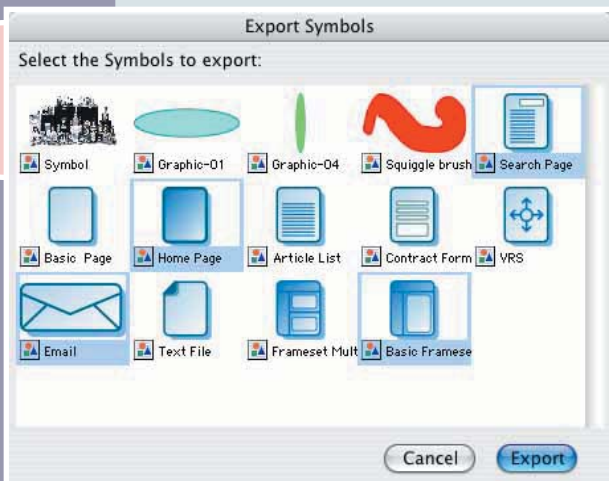 Export Symbols
Select the Symbols to export:
Symbol
Graphic-01
Graphic-04
Squiggle brush
Search Page
Basic Page
Home Page
Article List
Contract Form
VRS
Email
Text File
Frameset Mult
Basic Framese
Cancel
Export